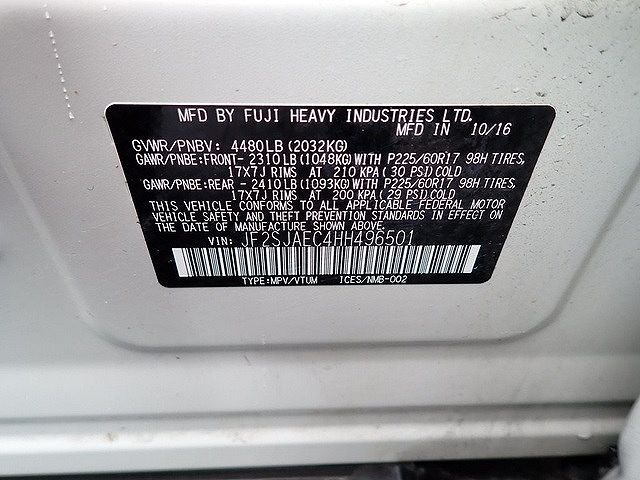 MFD BY FUJI HEAVY INDUSTRIES LTD.
MFD IN 10/16
GVWR/PNBV: 4480LB(2032KG)
GAWR/PNBE:FRONT-2310LB(1048KG)WITH P225/60R17 98H TIRES,
17X7J RIMS AT 210 KPA(30 PSI)COLD
GAWR/PNBE:REAR -2410LB(1093KG)WITH P225/60R17 98H TIRES,
17X7J RIMS AT 200 KPA(29 PSI)COLD
THIS VEHICLE CONFORMS TO ALL APPLICABLE FEDERAL MOTOR
VEHICLE SAFETY AND THEFT PREVENTION STANDARDS IN EFFECT ON
THE DATE OF MANUFACTURE SHOWN ABOVE.
VIN: JF2SJAEC4HH496501
TYPE:MPV/VTUM ICES/NMB-002